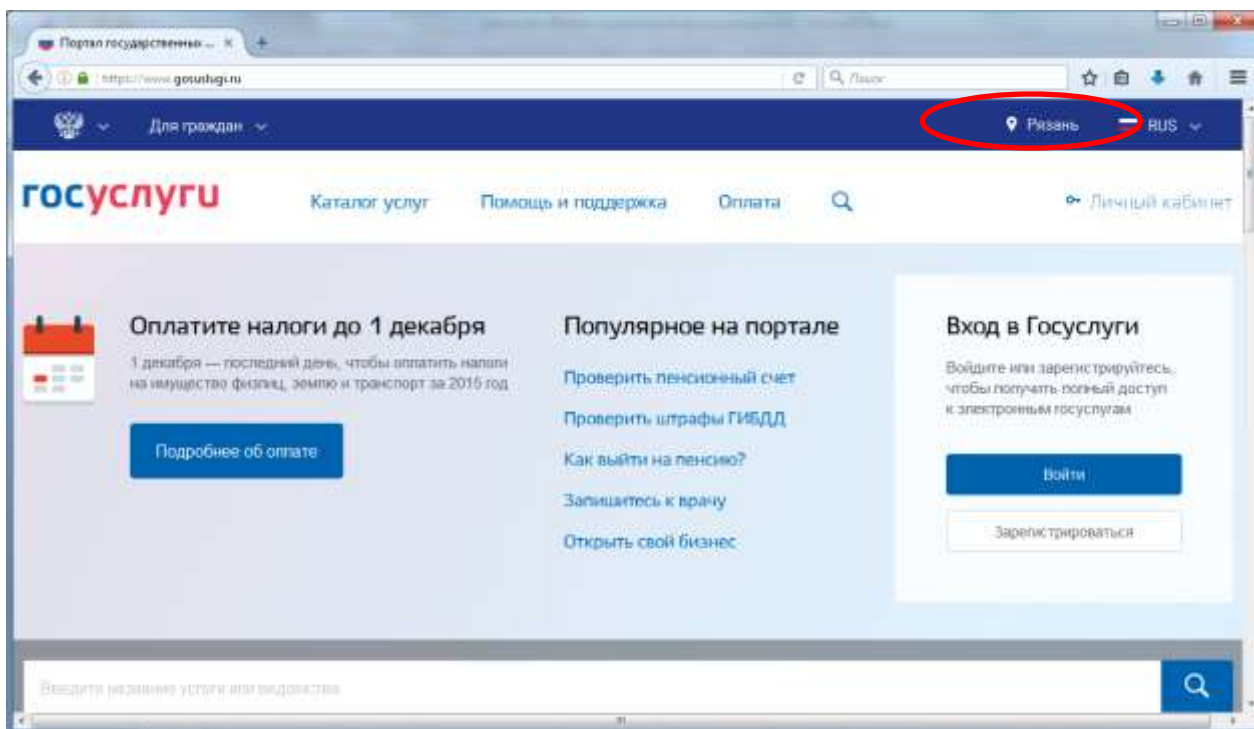 Портал государственных ... ×
https://www.gosuslugi.ru
Поиск
Для граждан
Рязань
RUS
госуслуги
Каталог услуг
Помощь и поддержка
Оплата
Личный кабинет
Оплатите налоги до 1 декабря
1 декабря — последний день, чтобы оплатить налоги
на имущество физлиц, землю и транспорт за 2015 год
Подробнее об оплате
Популярное на портале
Проверить пенсионный счет
Проверить штрафы ГИБДД
Как выйти на пенсию?
Запишитесь к врачу
Открыть свой бизнес
Вход в Госуслуги
Войдите или зарегистрируйтесь,
чтобы получить полный доступ
к электронным госуслугам
Войти
Зарегистрироваться
Введите название услуги или ведомства